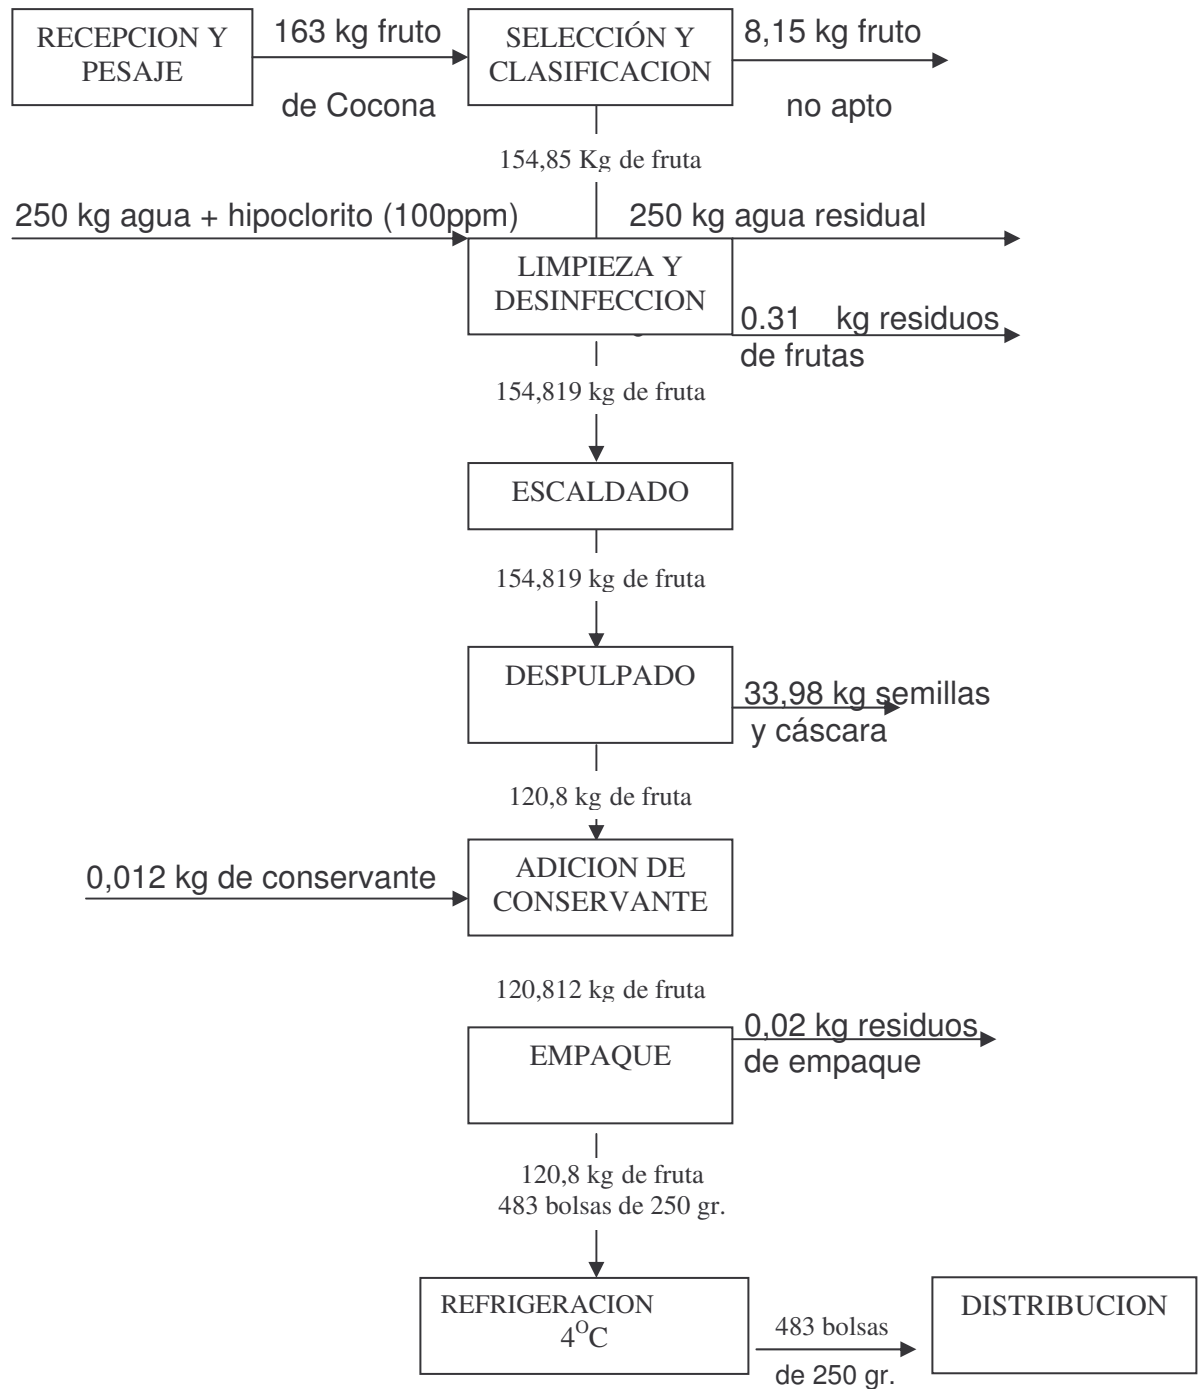 RECEPCION Y
PESAJE
163 kg fruto
de Cocona
SELECCIÓN Y
CLASIFICACION
8,15 kg fruto
no apto
154,85 Kg de fruta
250 kg agua + hipoclorito (100ppm)
250 kg agua residual
LIMPIEZA Y
DESINFECCION
0.31 kg residuos
de frutas
154,819 kg de fruta
ESCALDADO
154,819 kg de fruta
DESPULPADO
33,98 kg semillas
y cáscara
120,8 kg de fruta
0,012 kg de conservante
ADICION DE
CONSERVANTE
120,812 kg de fruta
EMPAQUE
0,02 kg residuos
de empaque
120,8 kg de fruta
483 bolsas de 250 gr.
REFRIGERACION
4ºC
483 bolsas
de 250 gr.
DISTRIBUCION